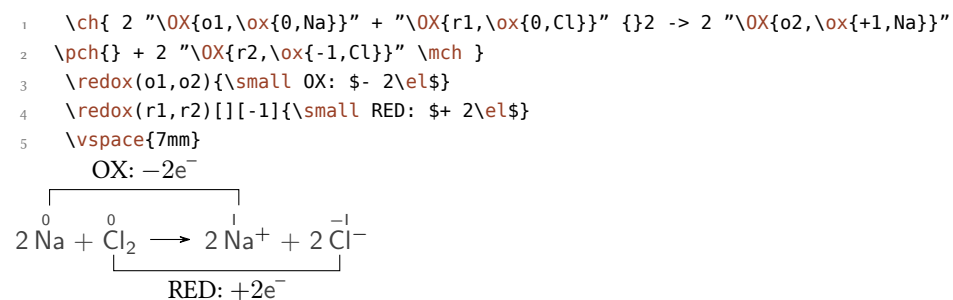 1 \ch{ 2 "\OX{o1,\ox{0,Na}}" + "\OX{r1,\ox{0,Cl}}" {}2 -> 2 "\OX{o2,\ox{+1,Na}}"
2 \pch{} + 2 "\OX{r2,\ox{-1,Cl}}" \mch }
3 \redox(o1,o2){\small OX: $- 2\el$}
4 \redox(r1,r2)[][-1]{\small RED: $+ 2\el$}
5 \vspace{7mm}
OX: −2e⁻
0 0 I −I
2 Na + Cl₂ ⟶ 2 Na⁺ + 2 Cl⁻
RED: +2e⁻